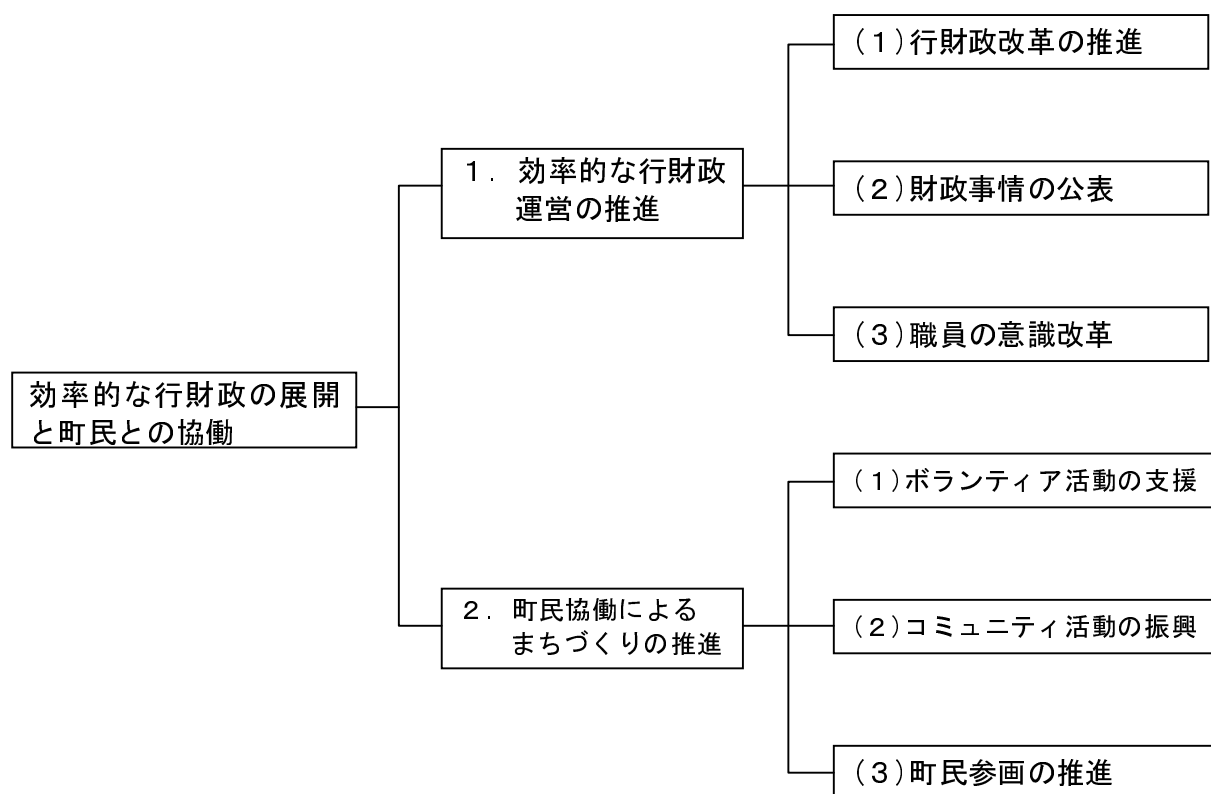 効率的な行財政の展開
と町民との協働
１．効率的な行財政
運営の推進
（１）行財政改革の推進
（２）財政事情の公表
（３）職員の意識改革
２．町民協働による
まちづくりの推進
（１）ボランティア活動の支援
（２）コミュニティ活動の振興
（３）町民参画の推進